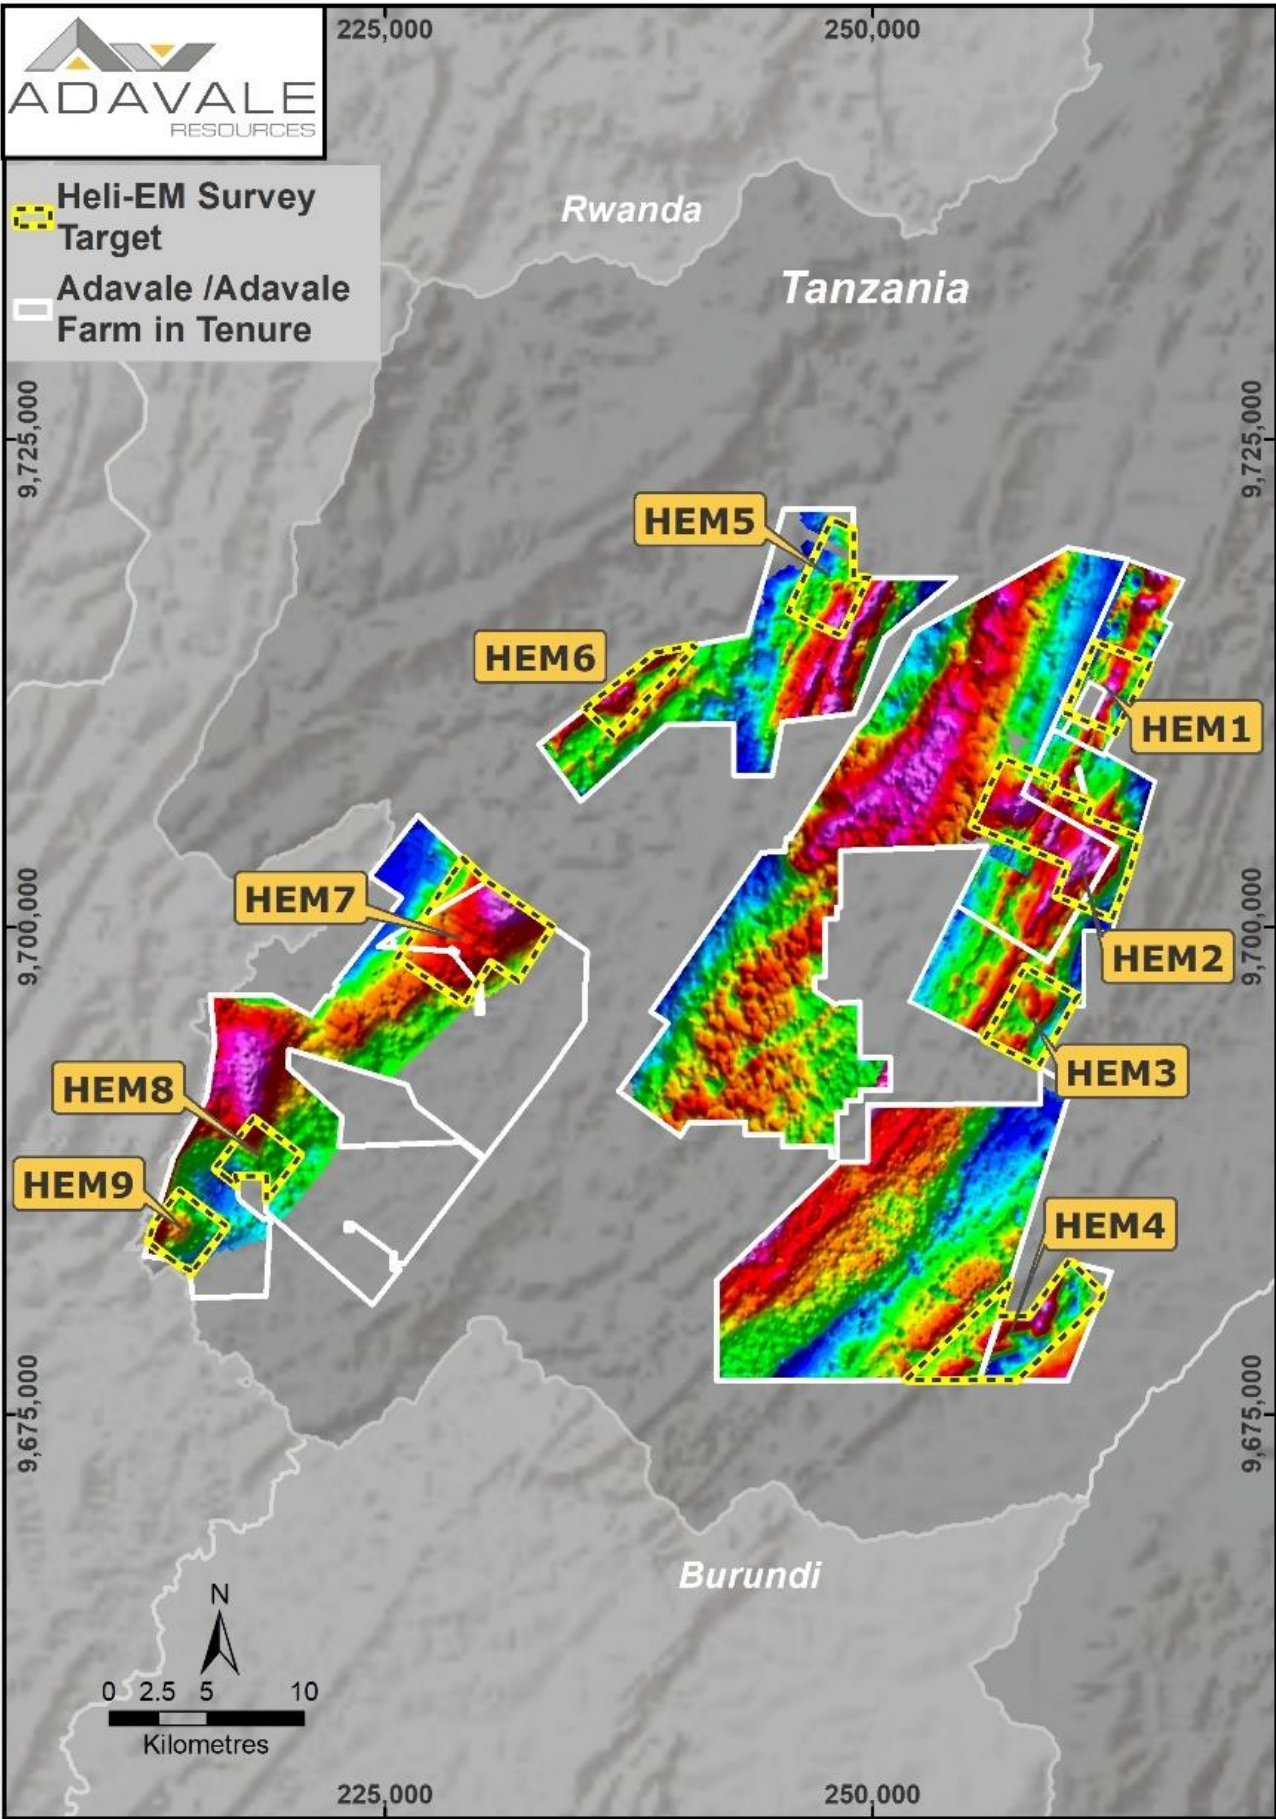 225,000
250,000
ADAVALE
RESOURCES
Heli-EM Survey
Target
Adavale /Adavale
Farm in Tenure
Rwanda
Tanzania
9,725,000
9,725,000
HEM5
HEM6
HEM1
HEM7
9,700,000
9,700,000
HEM2
HEM3
HEM8
HEM9
HEM4
9,675,000
9,675,000
Burundi
N
0 2.5 5 10
Kilometres
225,000
250,000